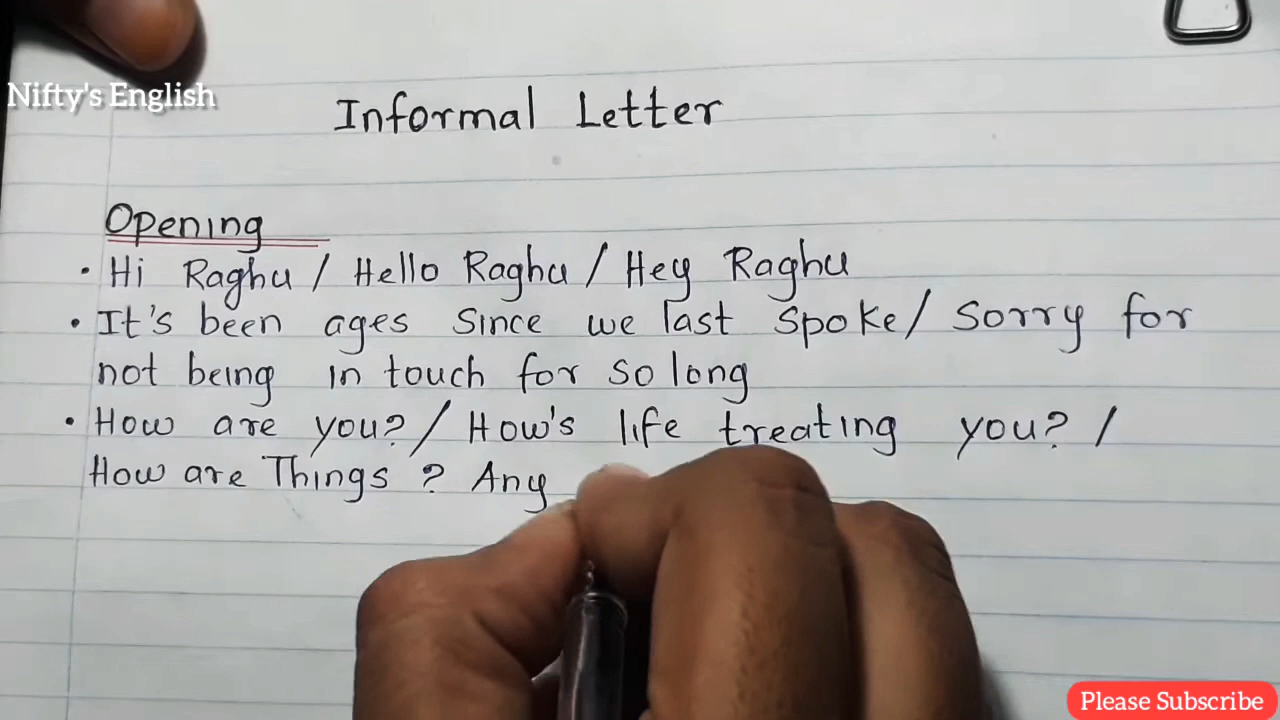 Nifty's English
Informal Letter
Opening
• Hi Raghu / Hello Raghu / Hey Raghu
• It's been ages since we last spoke / Sorry for
not being in touch for so long
• How are you? / How's life treating you? /
How are Things ? Any
Please Subscribe